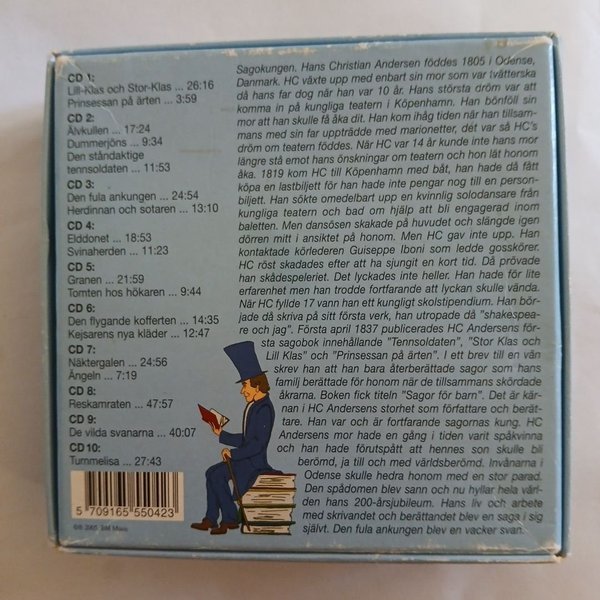 CD 1:
Lill-Klas och Stor-Klas ... 26:16
Prinsessan på ärten ... 3:59
CD 2:
Älvkullen ... 17:24
Dummerjöns ... 9:34
Den ståndaktige
tennsoldaten ... 11:53
CD 3:
Den fula ankungen ... 24:54
Herdinnan och sotaren ... 13:10
CD 4:
Elddonet ... 18:53
Svinaherden ... 11:23
CD 5:
Granen ... 21:59
Tomten hos hökaren ... 9:44
CD 6:
Den flygande kofferten ... 14:35
Kejsarens nya kläder ... 12:47
CD 7:
Näktergalen ... 24:56
Ängeln ... 7:19
CD 8:
Reskamraten ... 47:57
CD 9:
De vilda svanarna ... 40:07
CD 10:
Tummelisa ... 27:43
5 709165 550423
Sagokungen. Hans Christian Andersen föddes 1805 i Odense,
Danmark. HC växte upp med enbart sin mor som var tvätterska
då hans far dog när han var 10 år. Hans största dröm var att
komma in på kungliga teatern i Köpenhamn. Han bönföll sin
mor att han skulle få åka dit. Han kom ihåg tiden när han tillsam-
mans med sin far uppträdde med marionetter, det var så HC's
dröm om teatern föddes. När HC var 14 år kunde inte hans mor
längre stå emot hans önskningar om teatern och hon lät honom
åka. 1819 kom HC till Köpenhamn med båt, han hade då fått
köpa en lastbiljett för han hade inte pengar nog till en person-
biljett. Han sökte omedelbart upp en kvinnlig solodansare från
kungliga teatern och bad om hjälp att bli engagerad inom
baletten. Men dansösen skakade på huvudet och slängde igen
dörren mitt i ansiktet på honom. Men HC gav inte upp. Han
kontaktade körlederen Guiseppe Iboni som ledde gosskörer.
HC röst skadades efter att ha sjungit en kort tid. Då prövade
han skådespeleriet. Det lyckades inte heller. Han hade för lite
erfarenhet men han trodde fortfarande att lyckan skulle vända.
När HC fyllde 17 vann han ett kungligt skolstipendium. Han bör-
jade då skriva på sitt första verk, han utropade då "shakespea-
re och jag". Första april 1837 publicerades HC Andersens för-
sta sagobok innehållande "Tennsoldaten", "Stor Klas och
Lill Klas" och "Prinsessan på ärten". I ett brev till en vän
skrev han att han bara återberättade sagor som hans
familj berättade för honom när de tillsammans skördade
åkrarna. Boken fick titeln "Sagor för barn". Det är kär-
nan i HC Andersens storhet som författare och berät-
tare. Han var och är fortfarande sagornas kung. HC
Andersens mor hade en gång i tiden varit spåkvinna
och han hade förutspått att hennes son skulle bli
berömd, ja till och med världsberömd. Invånarna i
Odense skulle hedra honom med en stor parad.
Den spådomen blev sann och nu hyllar hela värl-
den hans 200-årsjubileum. Hans liv och arbete
med skrivandet och berättandet blev en saga i sig
självt. Den fula ankungen blev en vacker svan.